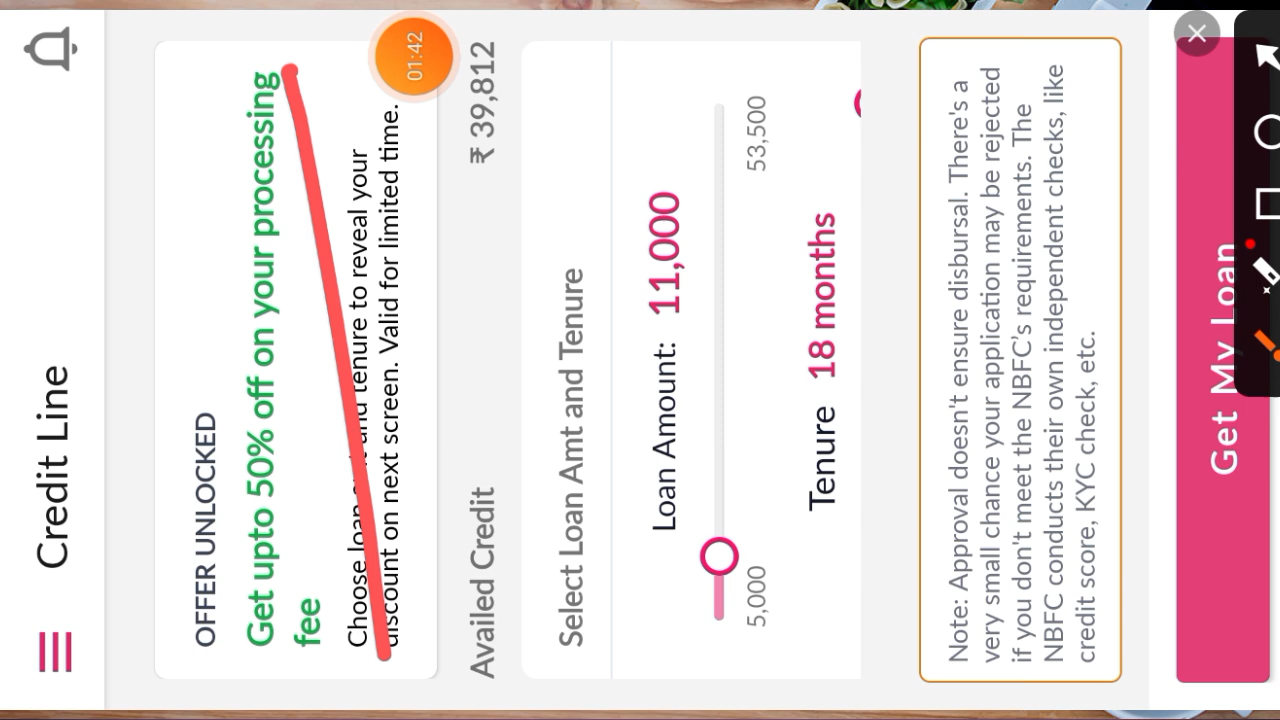 Credit Line
OFFER UNLOCKED
Get upto 50% off on your processing
fee
Choose loan and tenure to reveal your
discount on next screen. Valid for limited time.
01:42
Availed Credit ₹ 39,812
Select Loan Amt and Tenure
Loan Amount: 11,000
5,000 53,500
Tenure 18 months
Note: Approval doesn't ensure disbursal. There's a
very small chance your application may be rejected
if you don't meet the NBFC's requirements. The
NBFC conducts their own independent checks, like
credit score, KYC check, etc.
Get My Loan